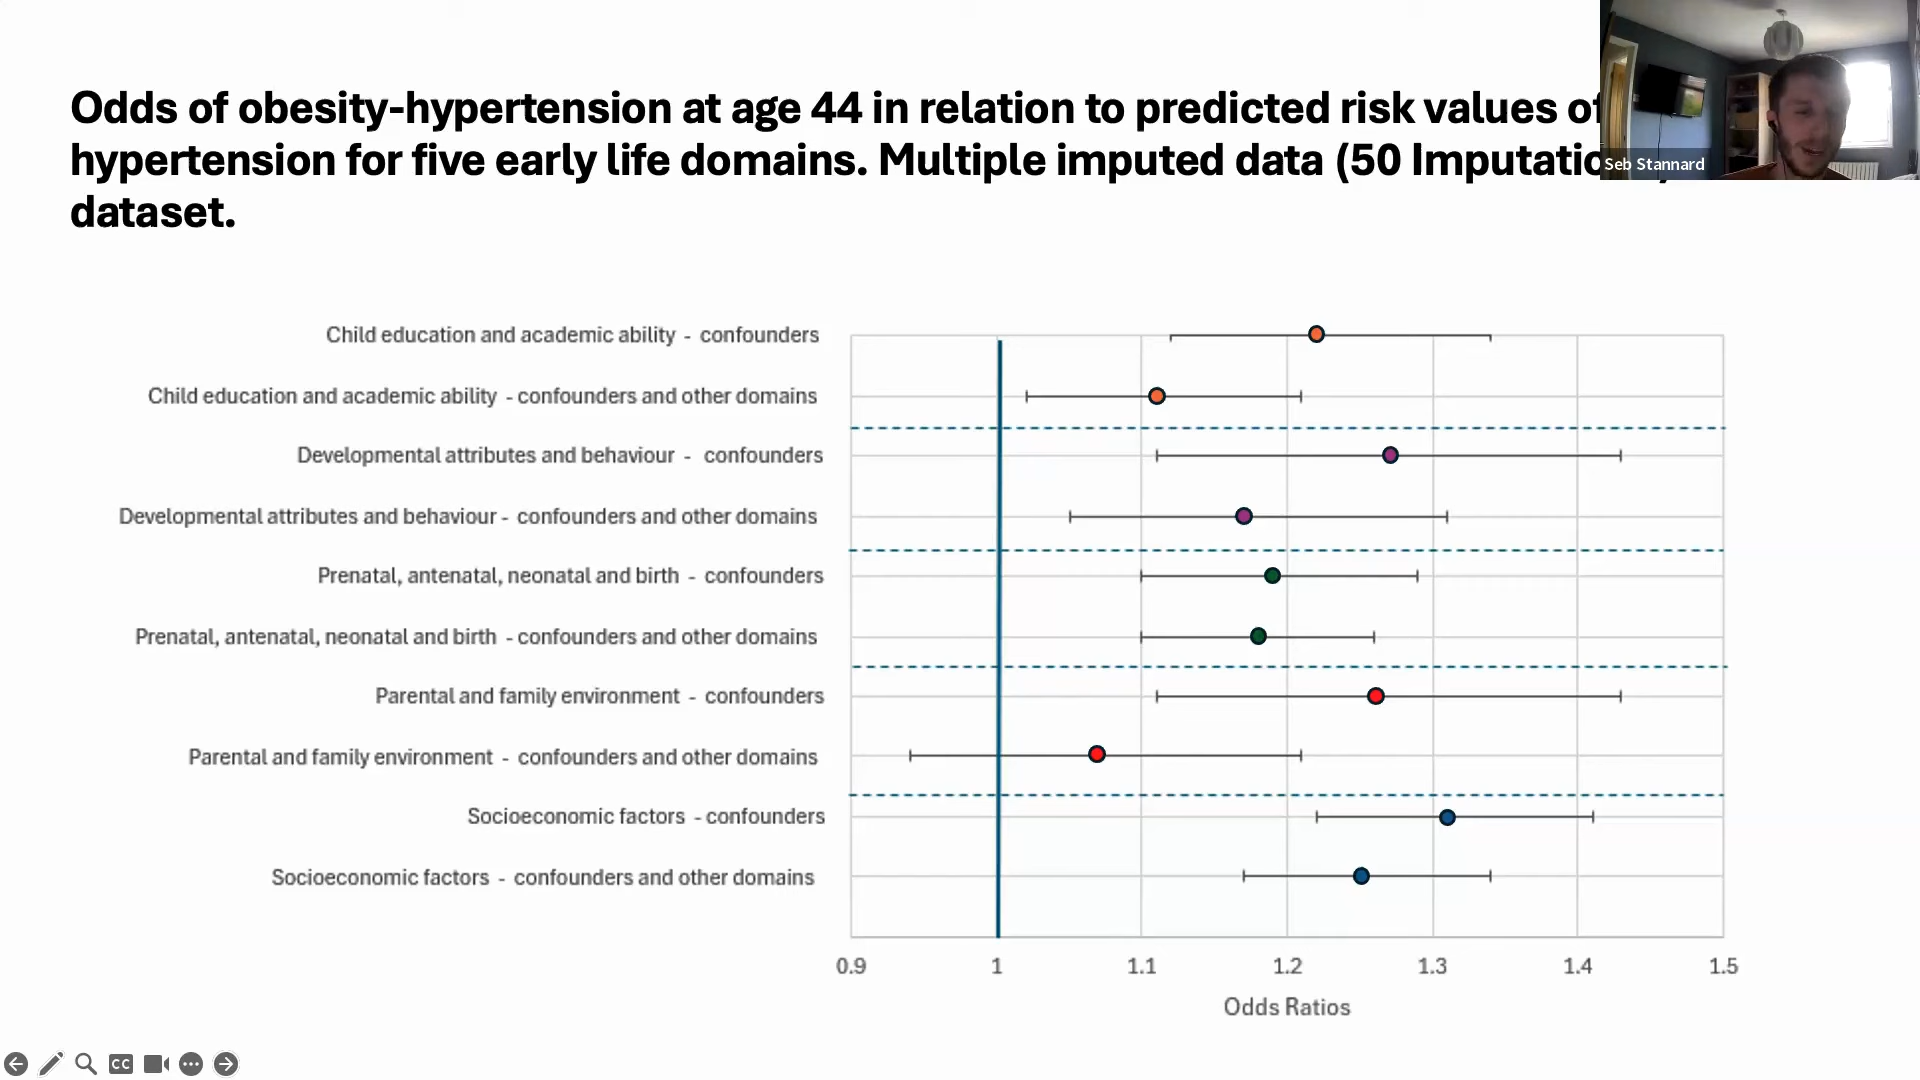 Odds of obesity-hypertension at age 44 in relation to predicted risk values of
hypertension for five early life domains. Multiple imputed data (50
dataset.
Seb Stannard
Child education and academic ability - confounders
Child education and academic ability - confounders and other domains
Developmental attributes and behaviour - confounders
Developmental attributes and behaviour - confounders and other domains
Prenatal, antenatal, neonatal and birth - confounders
Prenatal, antenatal, neonatal and birth - confounders and other domains
Parental and family environment - confounders
Parental and family environment - confounders and other domains
Socioeconomic factors - confounders
Socioeconomic factors - confounders and other domains
0.9 1 1.1 1.2 1.3 1.4 1.5
Odds Ratios
CC